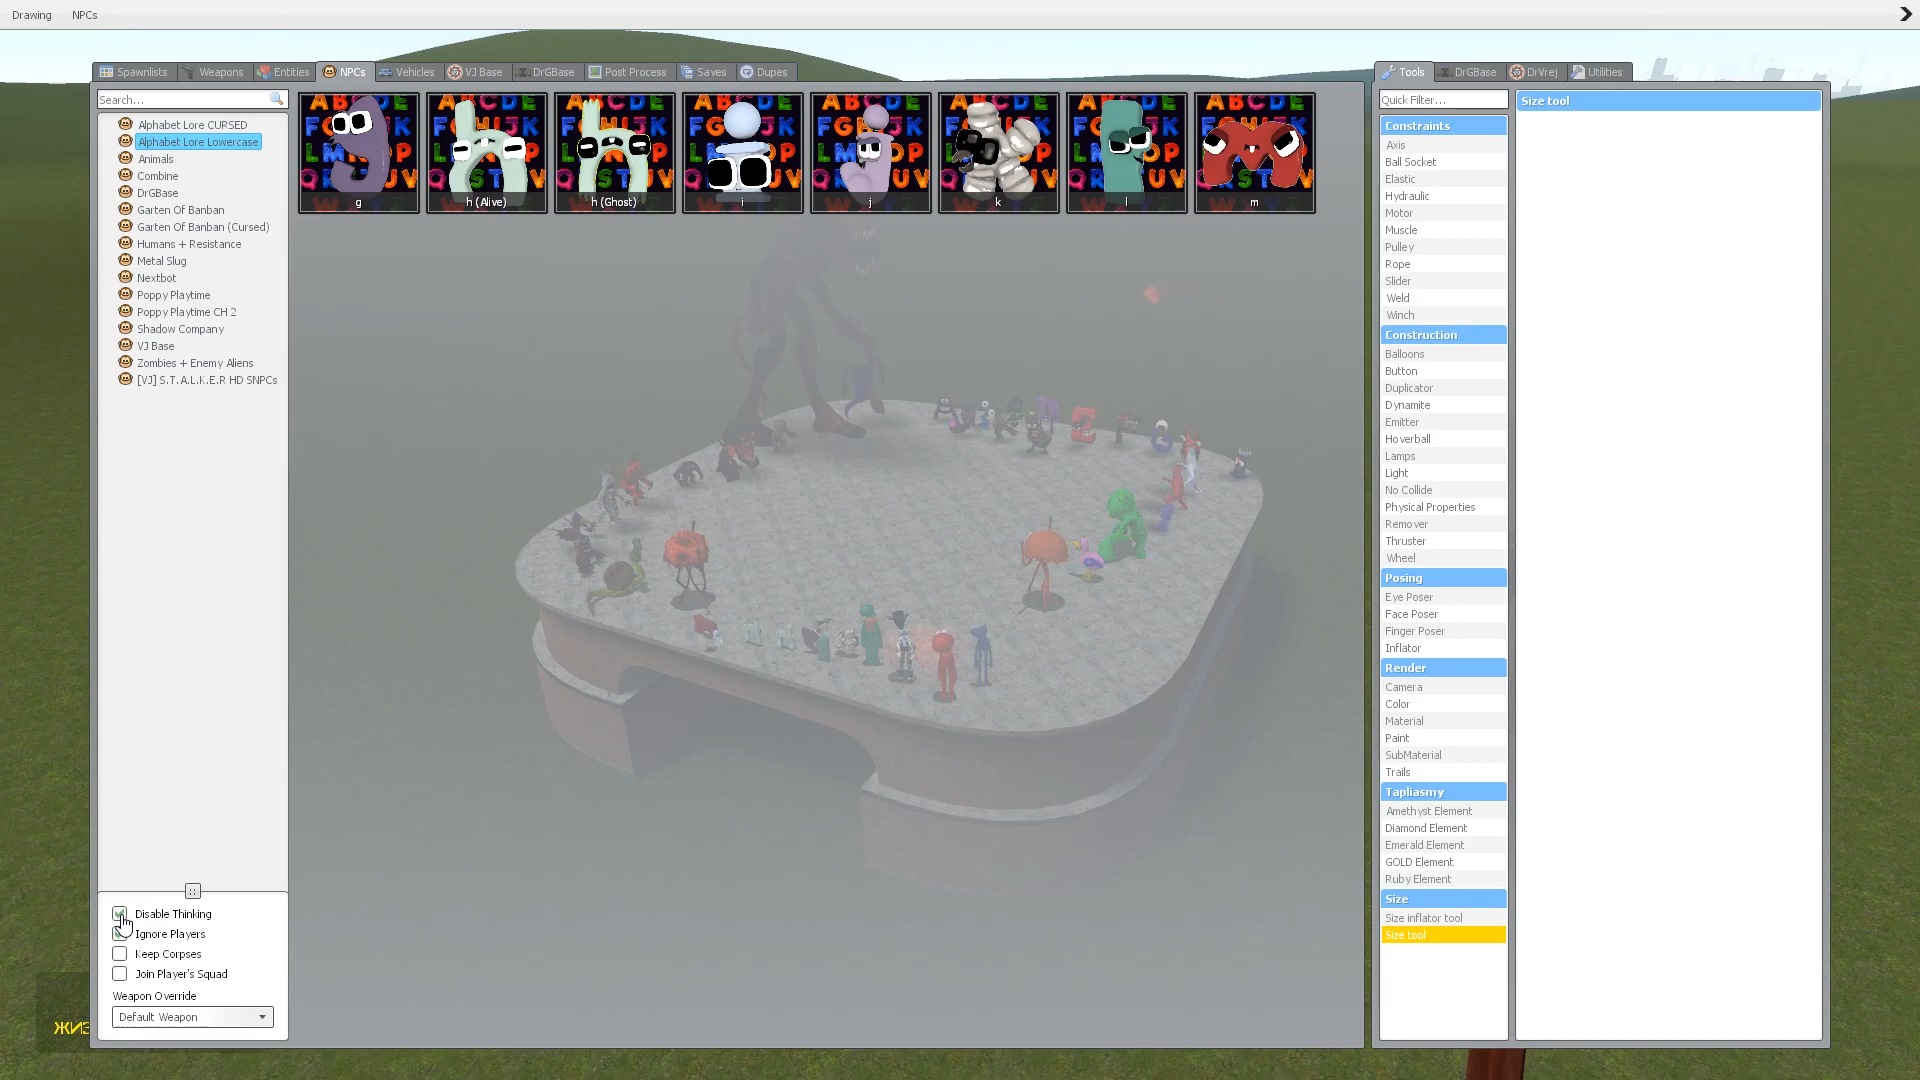 Drawing NPCs
Spawnlists Weapons Entities NPCs Vehicles VJ Base DrGBase Post Process Saves Dupes
Tools DrGBase DrVrej Utilities
Search...
Alphabet Lore CURSED
Alphabet Lore Lowercase
Animals
Combine
DrGBase
Garten Of Banban
Garten Of Banban (Cursed)
Humans + Resistance
Metal Slug
Nextbot
Poppy Playtime
Poppy Playtime CH 2
Shadow Company
VJ Base
Zombies + Enemy Aliens
[VJ] S.T.A.L.K.E.R HD SNPCs
g
h (Alive)
h (Ghost)
i
j
k
l
m
Disable Thinking
Ignore Players
Keep Corpses
Join Player's Squad
Weapon Override
Default Weapon
Quick Filter...
Constraints
Axis
Ball Socket
Elastic
Hydraulic
Motor
Muscle
Pulley
Rope
Slider
Weld
Winch
Construction
Balloons
Button
Duplicator
Dynamite
Emitter
Hoverball
Lamps
Light
No Collide
Physical Properties
Remover
Thruster
Wheel
Posing
Eye Poser
Face Poser
Finger Poser
Inflator
Render
Camera
Color
Material
Paint
SubMaterial
Trails
Tapliasmy
Amethyst Element
Diamond Element
Emerald Element
GOLD Element
Ruby Element
Size
Size inflator tool
Size tool
Size tool